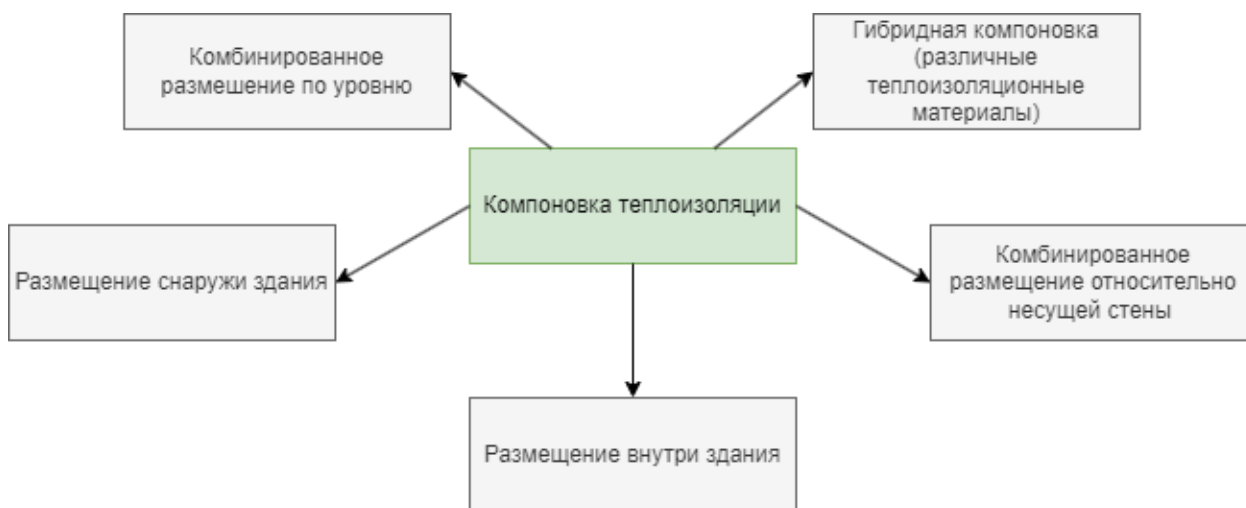 Комбинированное
размешение по уровню
Гибридная компоновка
(различные
теплоизоляционные
материалы)
Компоновка теплоизоляции
Размещение снаружи здания
Комбинированное
размещение относительно
несущей стены
Размещение внутри здания